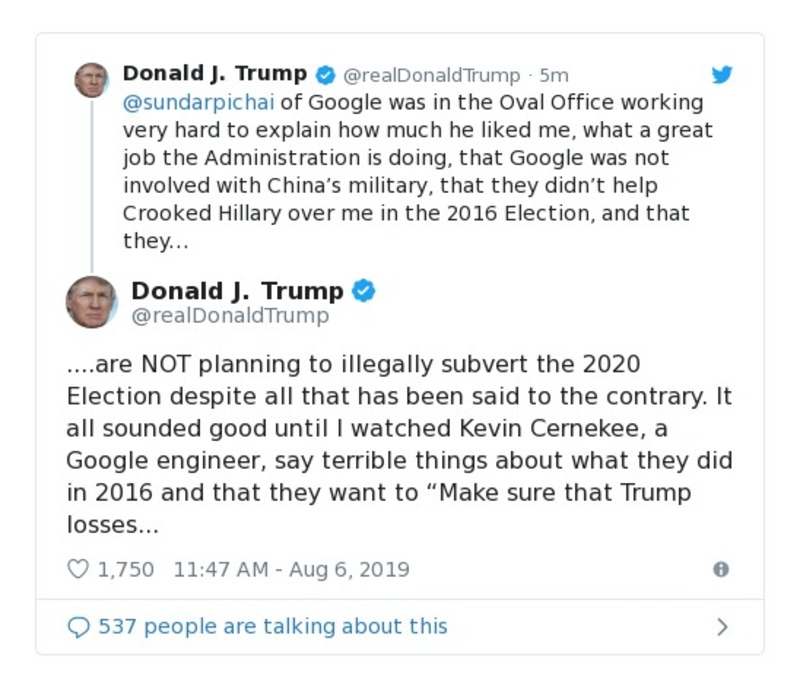 Donald J. Trump @realDonaldTrump · 5m
@sundarpichai of Google was in the Oval Office working
very hard to explain how much he liked me, what a great
job the Administration is doing, that Google was not
involved with China’s military, that they didn’t help
Crooked Hillary over me in the 2016 Election, and that
they...
Donald J. Trump
@realDonaldTrump
....are NOT planning to illegally subvert the 2020
Election despite all that has been said to the contrary. It
all sounded good until I watched Kevin Cernekee, a
Google engineer, say terrible things about what they did
in 2016 and that they want to “Make sure that Trump
losses...
1,750 11:47 AM - Aug 6, 2019
537 people are talking about this